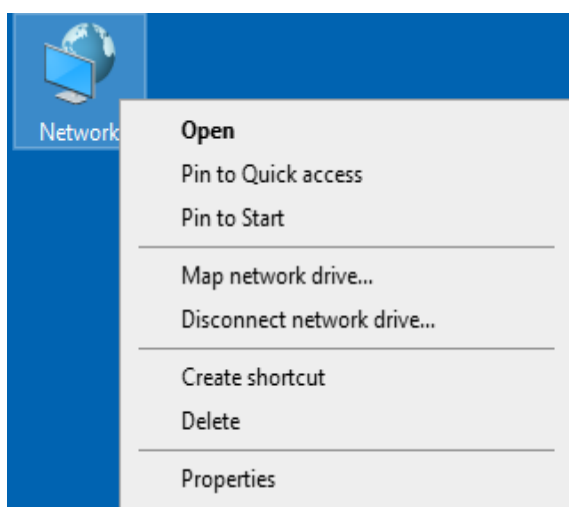 Network
Open
Pin to Quick access
Pin to Start
Map network drive...
Disconnect network drive...
Create shortcut
Delete
Properties